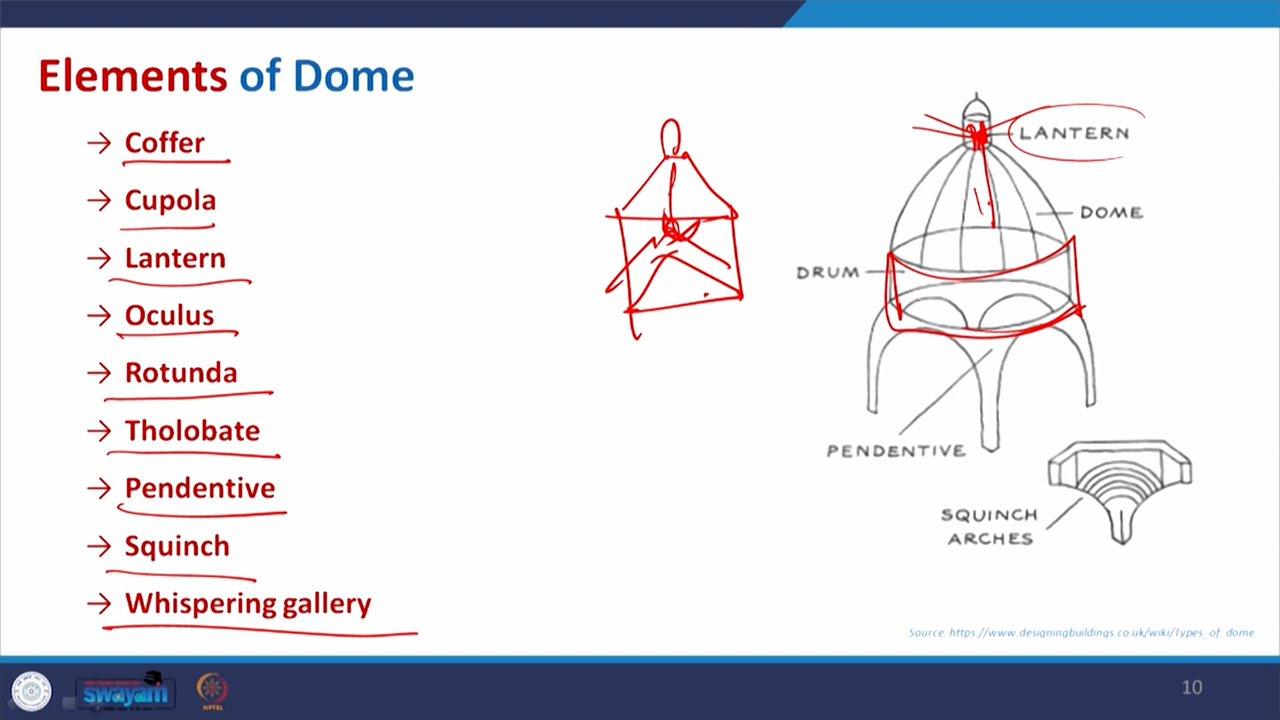 Elements of Dome
→ Coffer
→ Cupola
→ Lantern
→ Oculus
→ Rotunda
→ Tholobate
→ Pendentive
→ Squinch
→ Whispering gallery
LANTERN
DOME
DRUM
PENDENTIVE
SQUINCH
ARCHES
Source: https://www.designingbuildings.co.uk/wiki/Types_of_dome
swayam
NPTEL
10